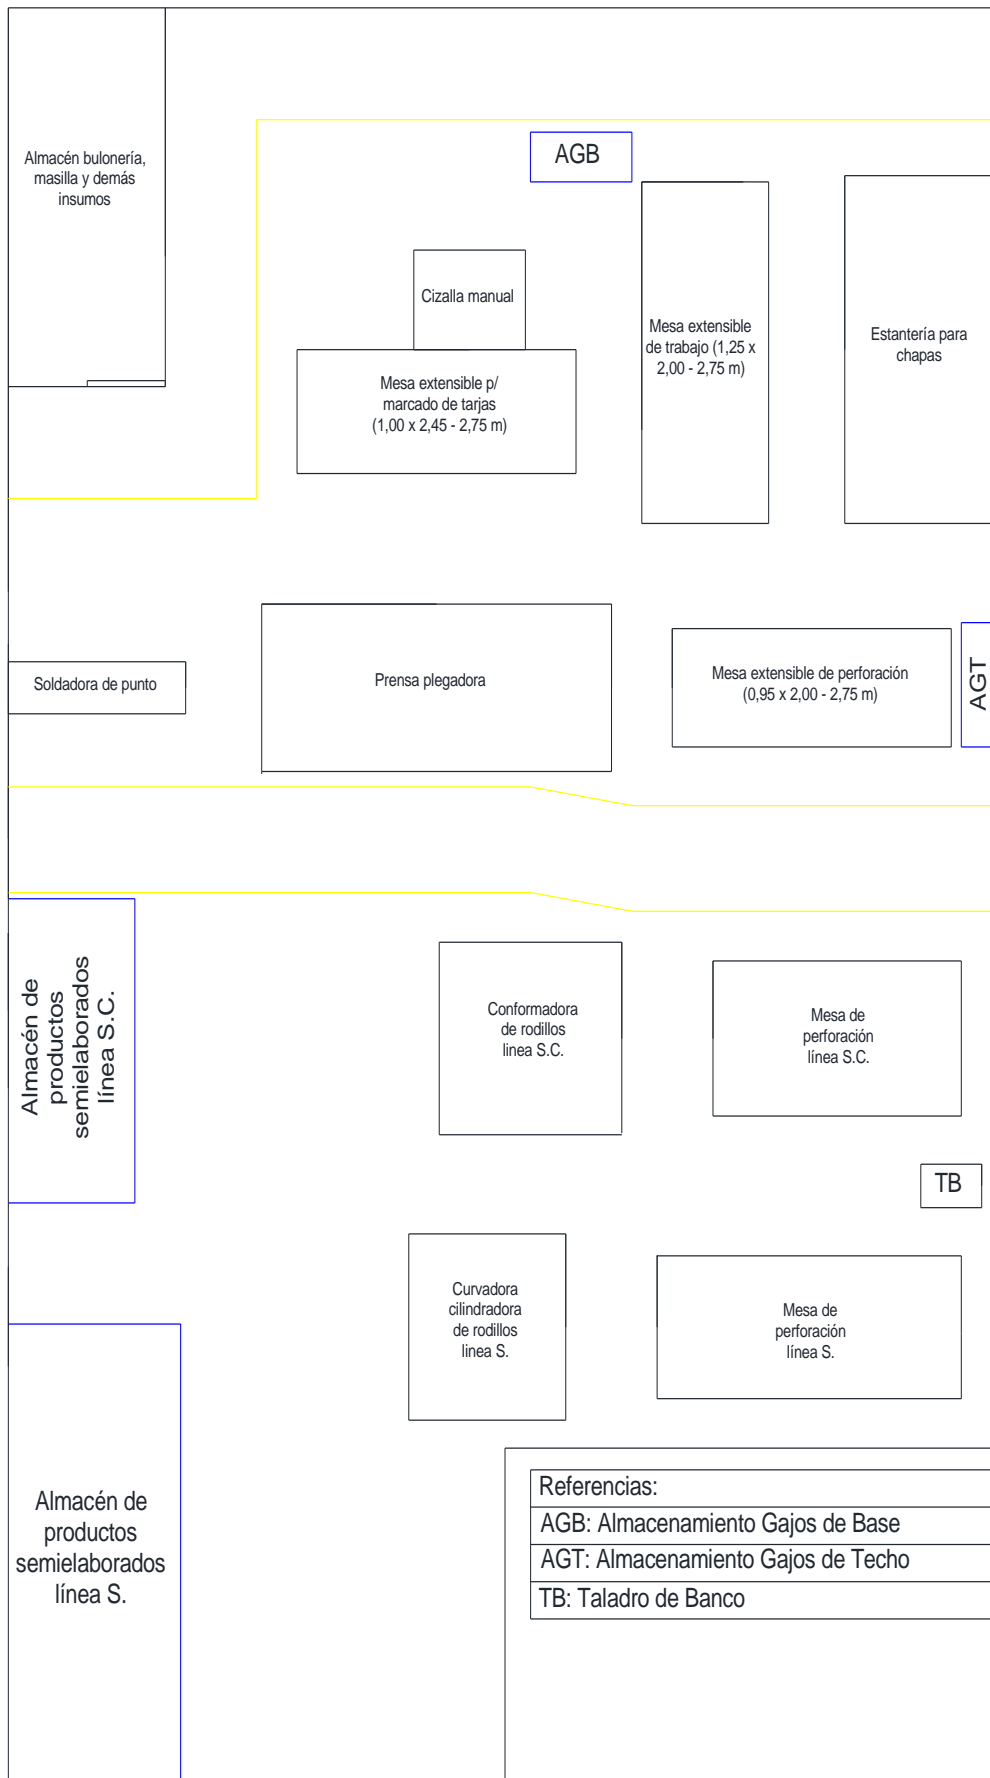 Almacén bulonería,
masilla y demás
insumos
AGB
Cizalla manual
Mesa extensible p/
marcado de tarjas
(1,00 x 2,45 - 2,75 m)
Mesa extensible
de trabajo (1,25 x
2,00 - 2,75 m)
Estantería para
chapas
Soldadora de punto
Prensa plegadora
Mesa extensible de perforación
(0,95 x 2,00 - 2,75 m)
AGT
Almacén de
productos
semielaborados
línea S.C.
Conformadora
de rodillos
linea S.C.
Mesa de
perforación
línea S.C.
TB
Curvadora
cilindradora
de rodillos
linea S.
Mesa de
perforación
línea S.
Almacén de
productos
semielaborados
línea S.
Referencias:
AGB: Almacenamiento Gajos de Base
AGT: Almacenamiento Gajos de Techo
TB: Taladro de Banco